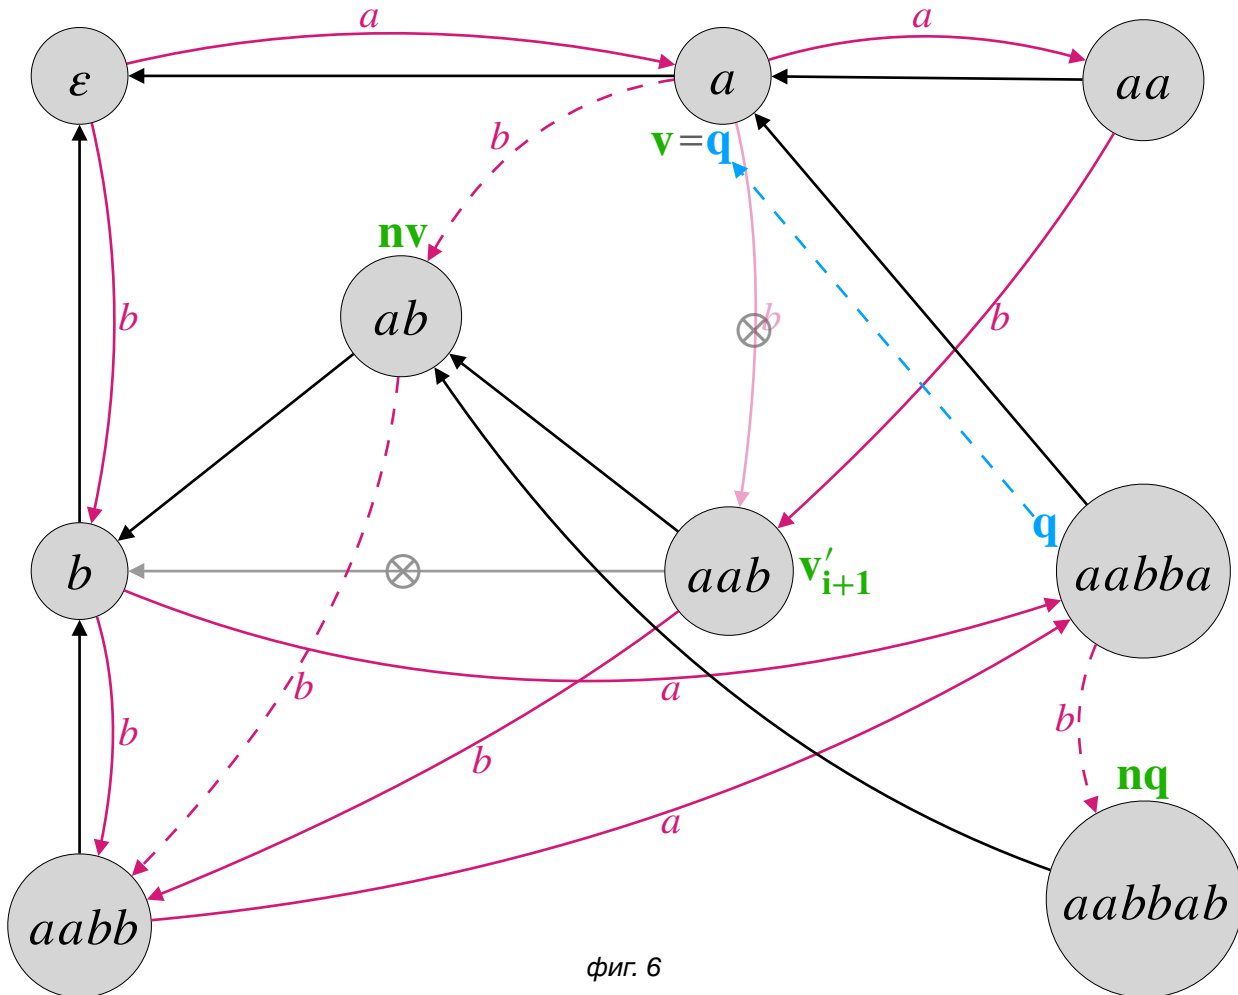 a a
ε a aa
b v=q
nv
b ab b b
q
b aab v′i+1 aabba
a
b b b b
nq
a
aabb aabbab
фиг. 6